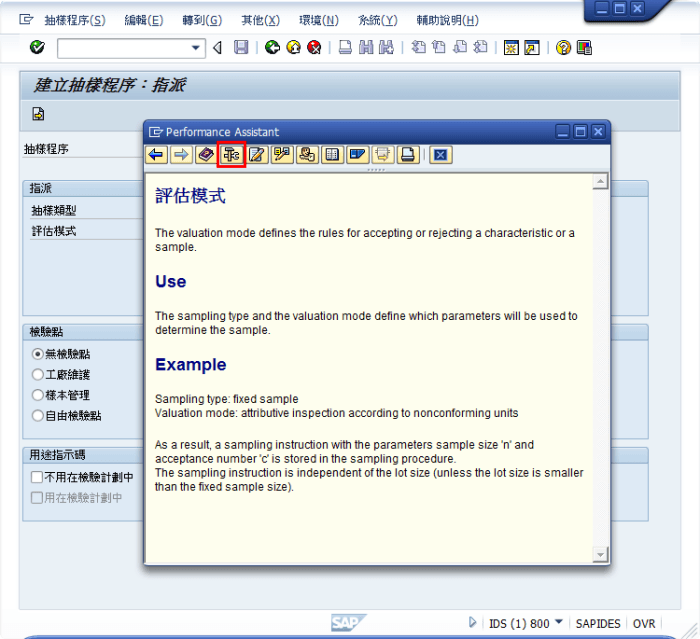 抽樣程序(S) 編輯(E) 轉到(G) 其他(X) 環境(N) 系統(Y) 輔助說明(H)
建立抽樣程序：指派
抽樣程序
指派
抽樣類型
評估模式
檢驗點
無檢驗點
工廠維護
樣本管理
自由檢驗點
用途指示碼
不用在檢驗計劃中
用在檢驗計劃中
Performance Assistant
評估模式
The valuation mode defines the rules for accepting or rejecting a characteristic or a
sample.
Use
The sampling type and the valuation mode define which parameters will be used to
determine the sample.
Example
Sampling type: fixed sample
Valuation mode: attributive inspection according to nonconforming units
As a result, a sampling instruction with the parameters sample size 'n' and
acceptance number 'c' is stored in the sampling procedure.
The sampling instruction is independent of the lot size (unless the lot size is smaller
than the fixed sample size).
SAP
IDS (1) 800 SAPIDES OVR